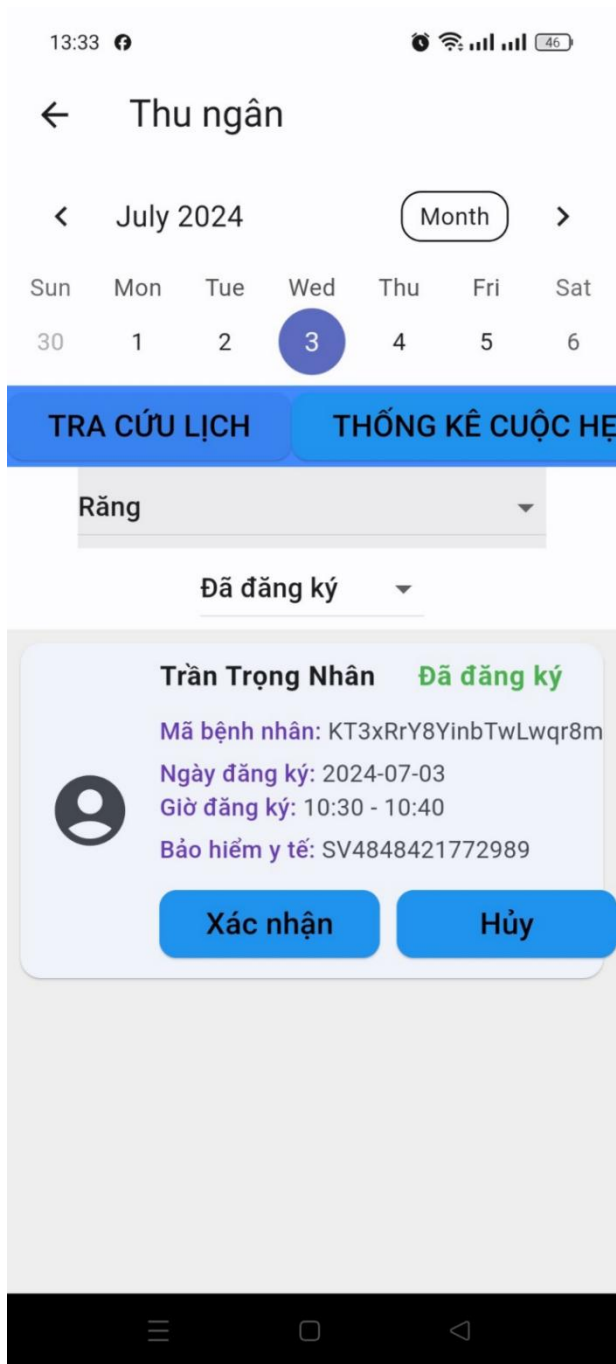 13:33 46
Thu ngân
July 2024 Month
Sun Mon Tue Wed Thu Fri Sat
30 1 2 3 4 5 6
TRA CỨU LỊCH THỐNG KÊ CUỘC HẸ
Răng
Đã đăng ký
Trần Trọng Nhân Đã đăng ký
Mã bệnh nhân: KT3xRrY8YinbTwLwqr8m
Ngày đăng ký: 2024-07-03
Giờ đăng ký: 10:30 - 10:40
Bảo hiểm y tế: SV4848421772989
Xác nhận Hủy